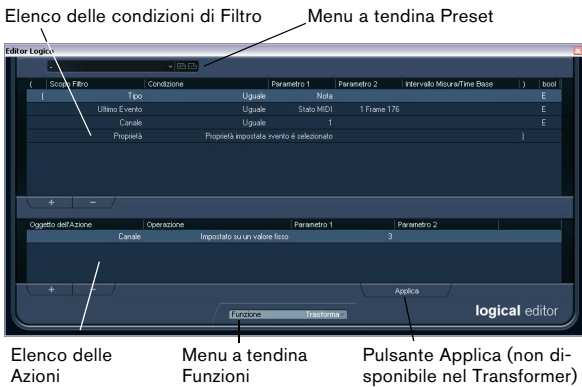 Elenco delle condizioni di Filtro Menu a tendina Preset
Editor Logico
-
( Scopo Filtro Condizione Parametro 1 Parametro 2 Intervallo Misura/Time Base ) bool
( Tipo Uguale Nota E
Ultimo Evento Uguale Stato MIDI 1 Frame 176 E
Canale Uguale 1 E
Proprietà Proprietà impostata svento é selezionato )
+ −
Oggetto dell'Azione Operazione Parametro 1 Parametro 2
Canale Impostato su un valore fisso 3
+ − Applica
Funzione Trasforma
logical editor
Elenco delle
Azioni
Menu a tendina
Funzioni
Pulsante Applica (non di-
sponibile nel Transformer)